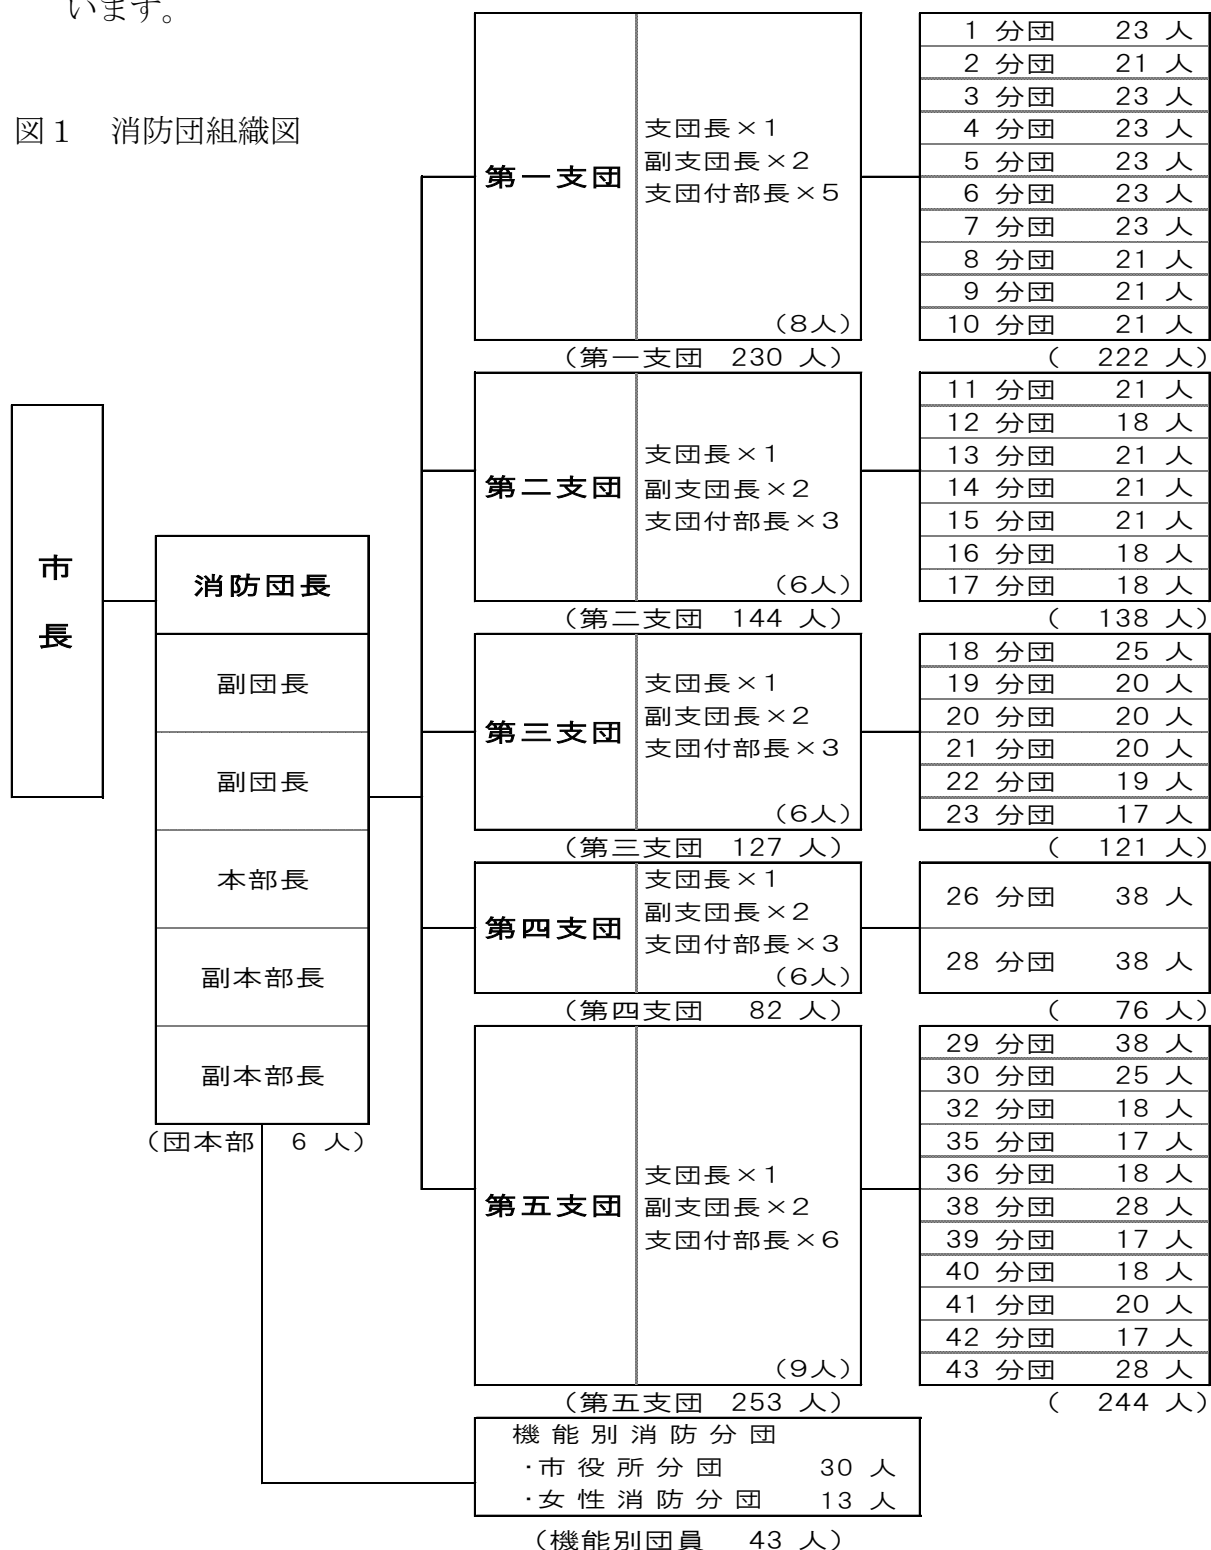 います。
図１ 消防団組織図
市長
消防団長
副団長
副団長
本部長
副本部長
副本部長
（団本部 6 人）
第一支団
支団長×1
副支団長×2
支団付部長×5
（8人）
（第一支団 230 人）
1 分団 23 人
2 分団 21 人
3 分団 23 人
4 分団 23 人
5 分団 23 人
6 分団 23 人
7 分団 23 人
8 分団 21 人
9 分団 21 人
10 分団 21 人
( 222 人)
第二支団
支団長×1
副支団長×2
支団付部長×3
（6人）
（第二支団 144 人）
11 分団 21 人
12 分団 18 人
13 分団 21 人
14 分団 21 人
15 分団 21 人
16 分団 18 人
17 分団 18 人
( 138 人)
第三支団
支団長×1
副支団長×2
支団付部長×3
（6人）
（第三支団 127 人）
18 分団 25 人
19 分団 20 人
20 分団 20 人
21 分団 20 人
22 分団 19 人
23 分団 17 人
( 121 人)
第四支団
支団長×1
副支団長×2
支団付部長×3
（6人）
（第四支団 82 人）
26 分団 38 人
28 分団 38 人
( 76 人)
第五支団
支団長×1
副支団長×2
支団付部長×6
（9人）
（第五支団 253 人）
29 分団 38 人
30 分団 25 人
32 分団 18 人
35 分団 17 人
36 分団 18 人
38 分団 28 人
39 分団 17 人
40 分団 18 人
41 分団 20 人
42 分団 17 人
43 分団 28 人
( 244 人)
機能別消防分団
・市役所分団 30 人
・女性消防分団 13 人
（機能別団員 43 人）